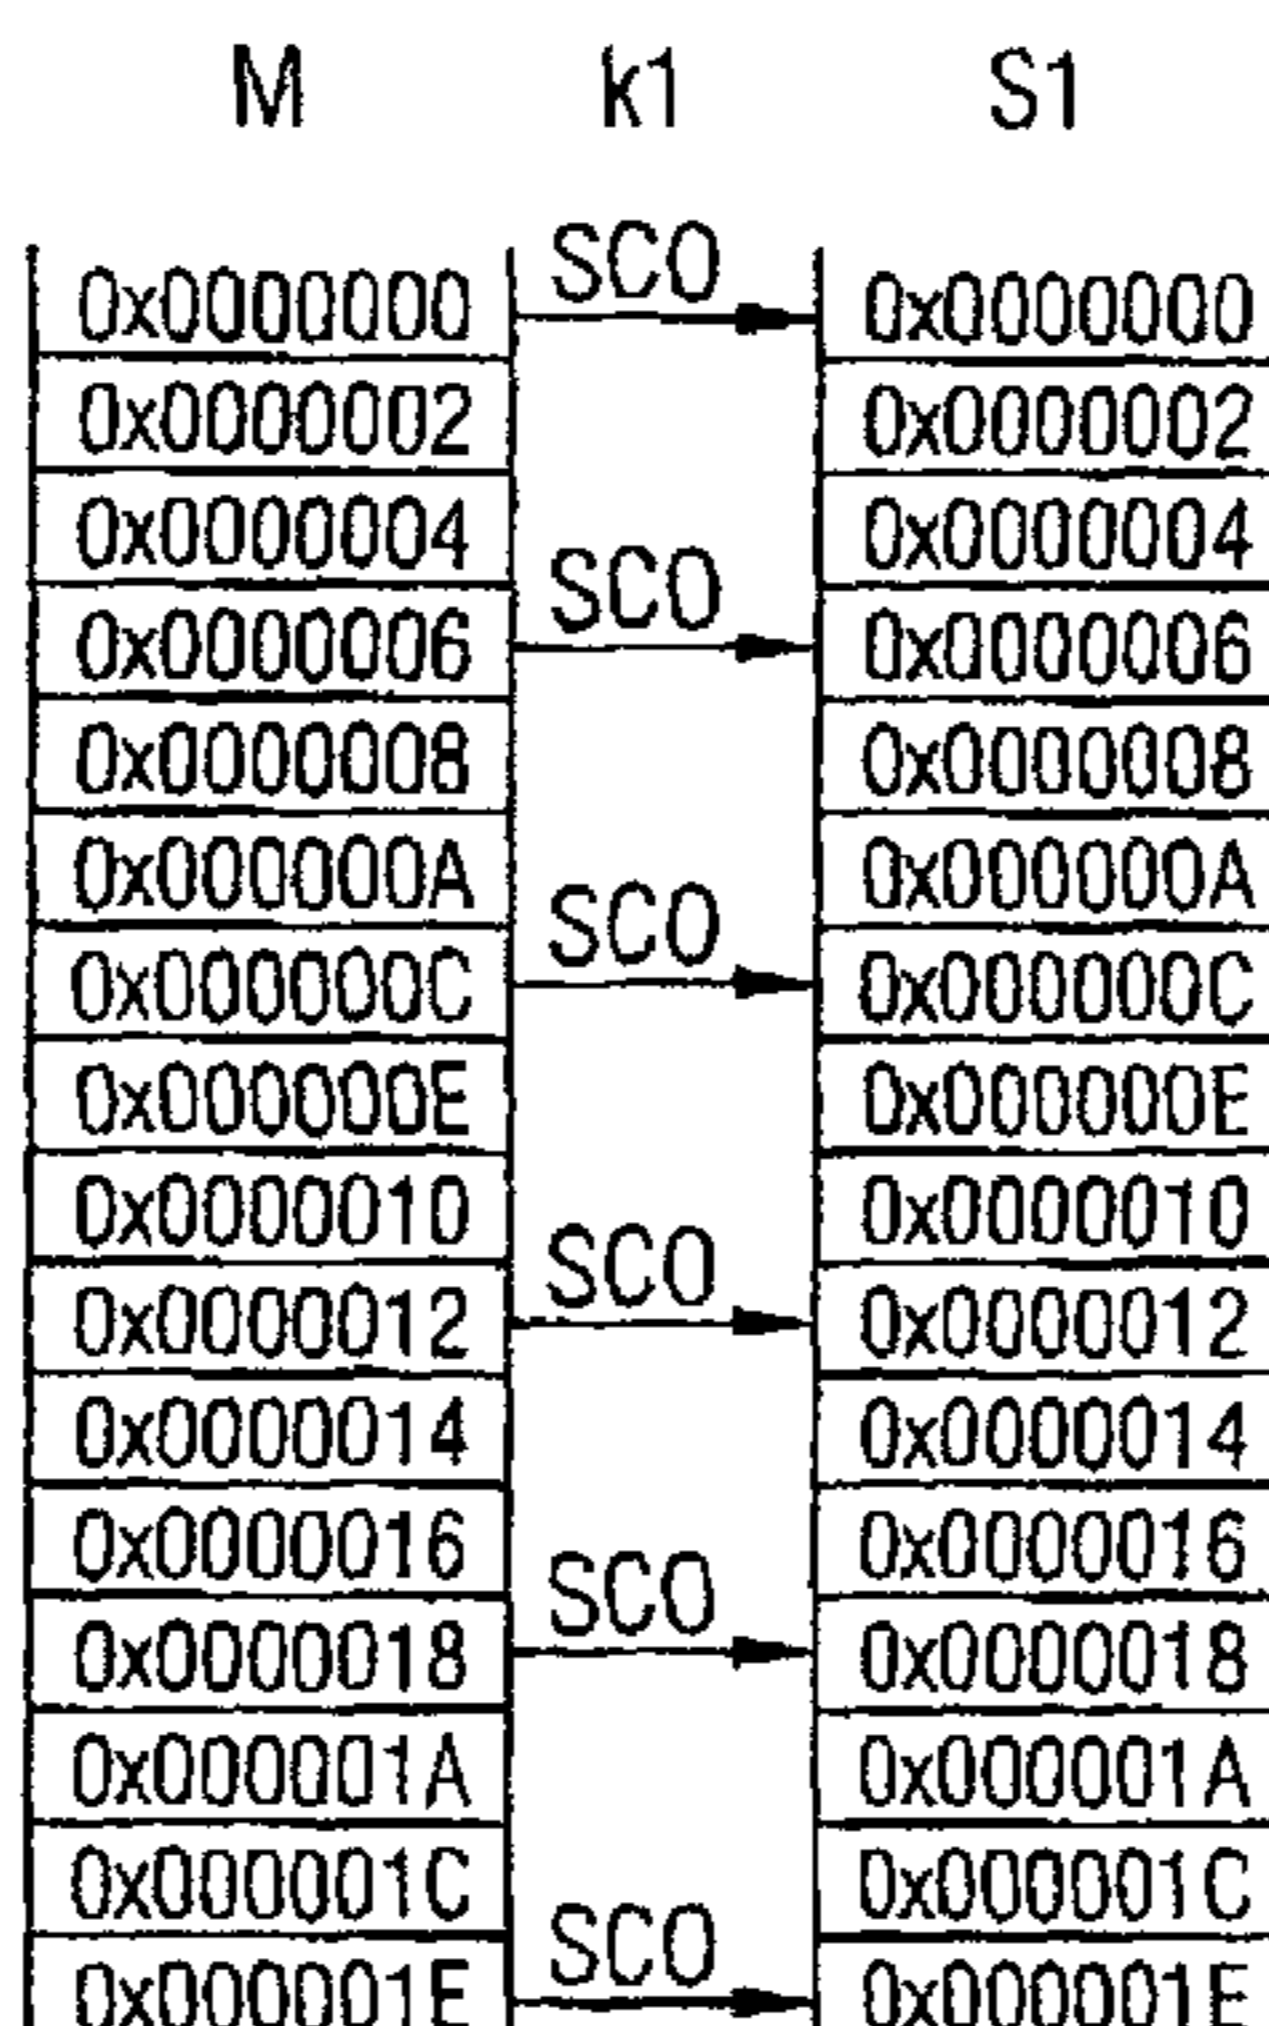 M k1 S1
SCO
0x0000000 0x0000000
0x0000002 0x0000002
0x0000004 0x0000004
SCO
0x0000006 0x0000006
0x0000008 0x0000008
0x000000A 0x000000A
SCO
0x000000C 0x000000C
0x000000E 0x000000E
0x0000010 0x0000010
SCO
0x0000012 0x0000012
0x0000014 0x0000014
0x0000016 0x0000016
SCO
0x0000018 0x0000018
0x000001A 0x000001A
0x000001C 0x000001C
SCO
0x000001E 0x000001E